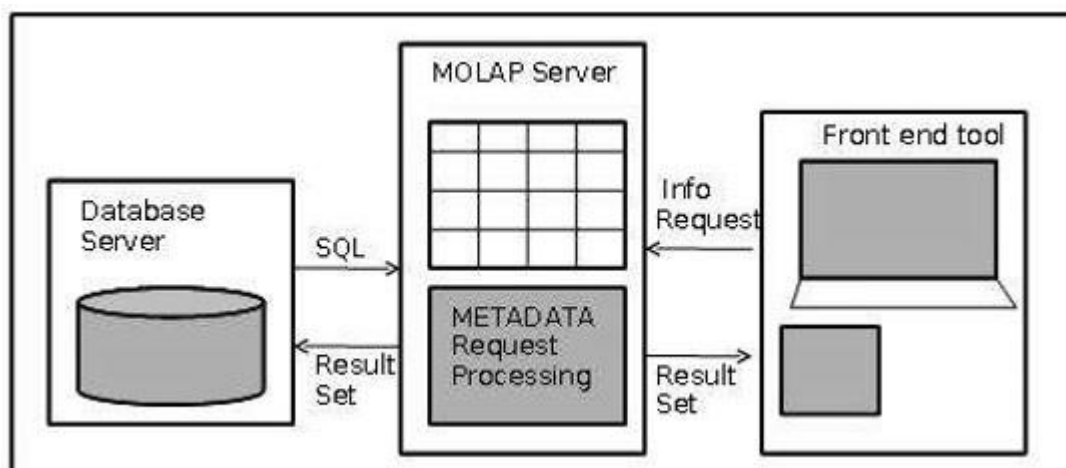 MOLAP Server
Front end tool
Database
Server
SQL
Result
Set
METADATA
Request
Processing
Info
Request
Result
Set